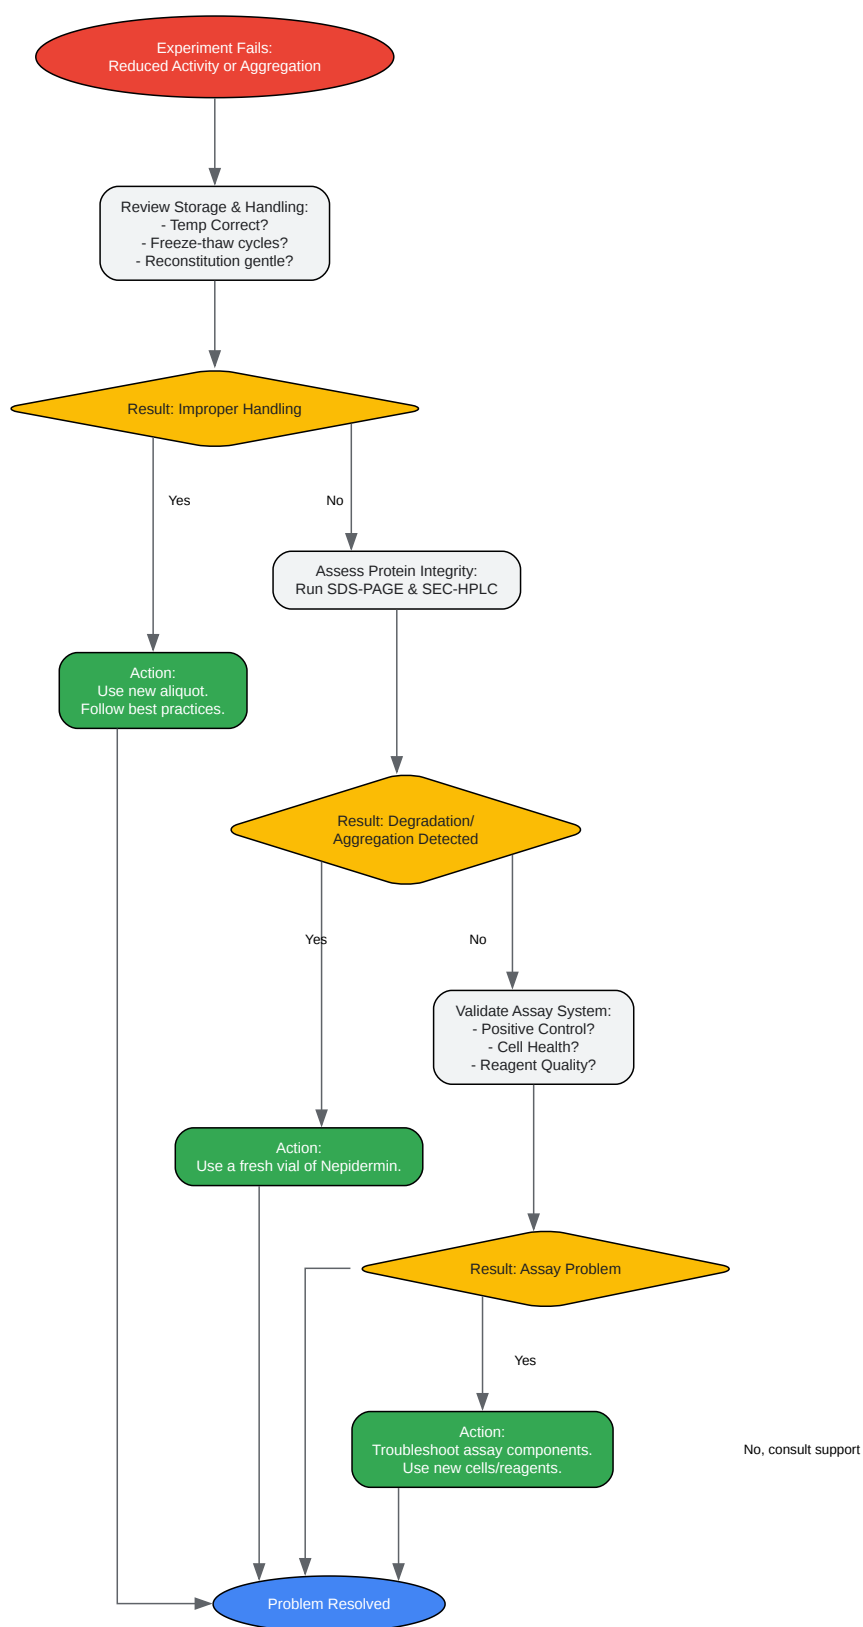 Experiment Fails:
Reduced Activity or Aggregation
Review Storage & Handling:
- Temp Correct?
- Freeze-thaw cycles?
- Reconstitution gentle?
Result: Improper Handling
Yes
No
Assess Protein Integrity:
Run SDS-PAGE & SEC-HPLC
Action:
Use new aliquot.
Follow best practices.
Result: Degradation/
Aggregation Detected
Yes
No
Validate Assay System:
- Positive Control?
- Cell Health?
- Reagent Quality?
Action:
Use a fresh vial of Nepidermin.
Result: Assay Problem
Yes
Action:
Troubleshoot assay components.
Use new cells/reagents.
No, consult support
Problem Resolved